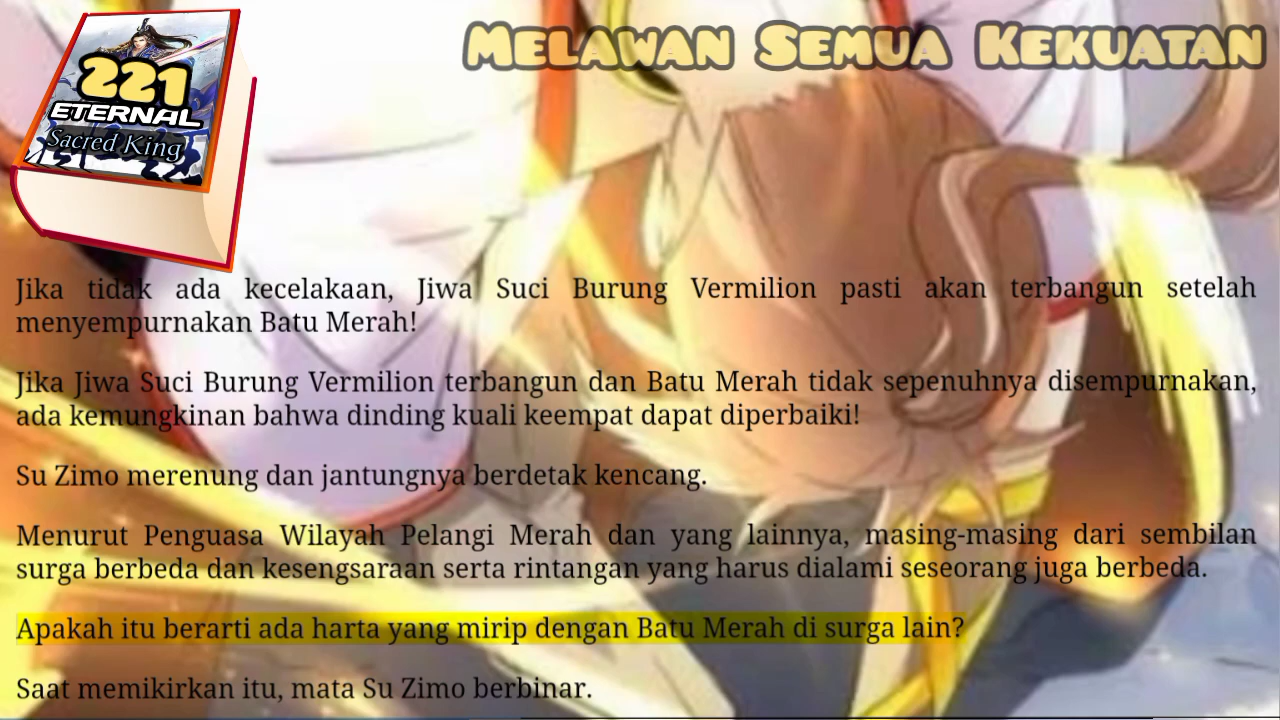 MELAWAN SEMUA KEKUATAN
221
ETERNAL
Sacred King
Jika tidak ada kecelakaan, Jiwa Suci Burung Vermilion pasti akan terbangun setelah
menyempurnakan Batu Merah!
Jika Jiwa Suci Burung Vermilion terbangun dan Batu Merah tidak sepenuhnya disempurnakan,
ada kemungkinan bahwa dinding kuali keempat dapat diperbaiki!
Su Zimo merenung dan jantungnya berdetak kencang.
Menurut Penguasa Wilayah Pelangi Merah dan yang lainnya, masing-masing dari sembilan
surga berbeda dan kesengsaraan serta rintangan yang harus dialami seseorang juga berbeda.
Apakah itu berarti ada harta yang mirip dengan Batu Merah di surga lain?
Saat memikirkan itu, mata Su Zimo berbinar.